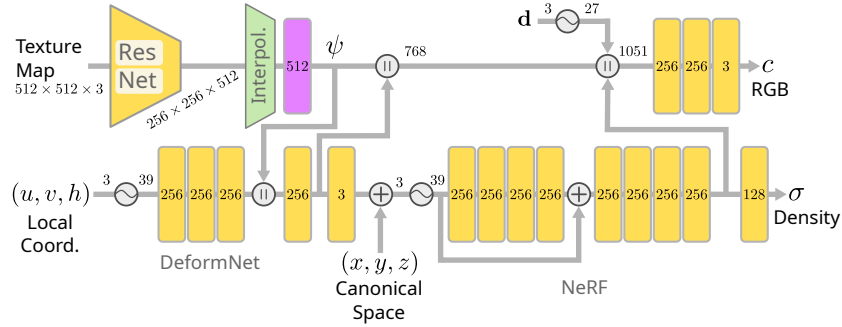 Texture
Map
512 × 512 × 3
Res
Net
256 × 256 × 512
Interpol.
512
ψ
768
d
3
27
1051
256
256
3
c
RGB
(u, v, h)
Local
Coord.
3
39
256
256
256
256
3
DeformNet
(x, y, z)
Canonical
Space
3
39
256
256
256
256
256
256
256
256
NeRF
128
σ
Density